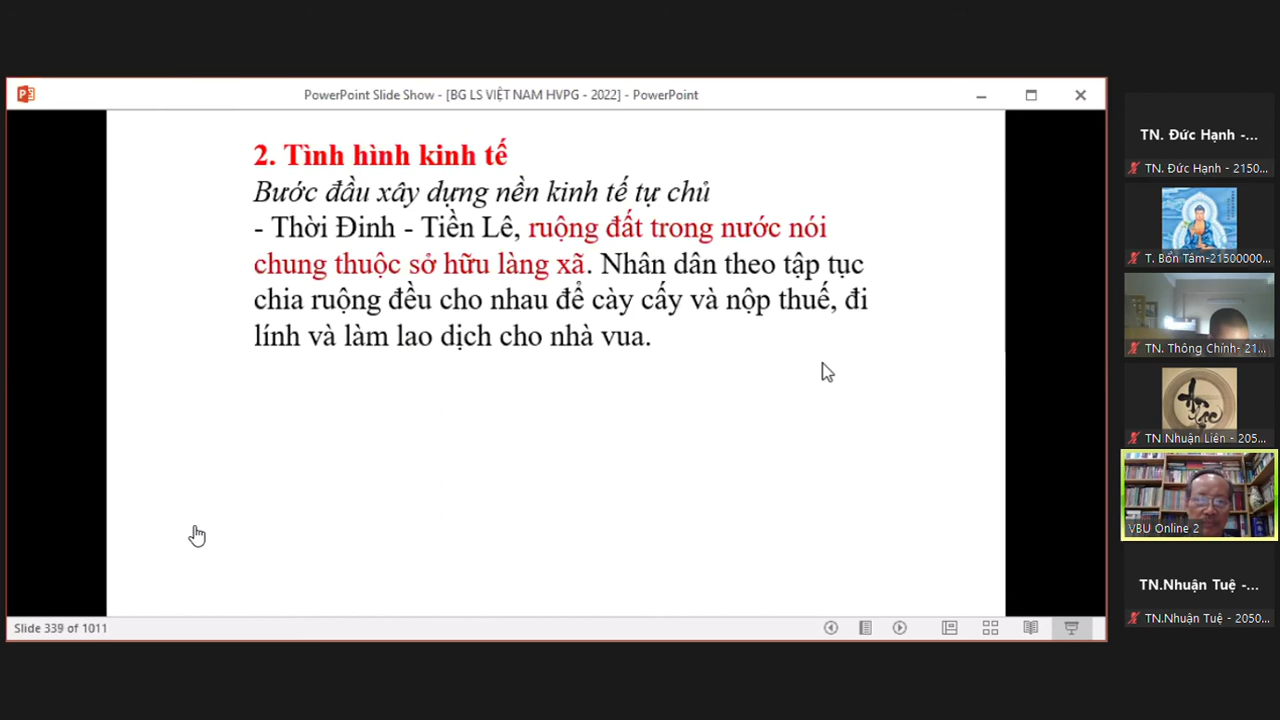 PowerPoint Slide Show - [BG LS VIỆT NAM HVPG - 2022] - PowerPoint
2. Tình hình kinh tế
Bước đầu xây dựng nền kinh tế tự chủ
- Thời Đinh - Tiền Lê, ruộng đất trong nước nói
chung thuộc sở hữu làng xã. Nhân dân theo tập tục
chia ruộng đều cho nhau để cày cấy và nộp thuế, đi
lính và làm lao dịch cho nhà vua.
Slide 339 of 1011
TN. Đức Hạnh -...
TN. Đức Hạnh - 2150...
T. Bổn Tâm-21500000...
TN. Thông Chính- 21...
TN Nhuận Liên - 205...
VBU Online 2
TN.Nhuận Tuệ -...
TN.Nhuận Tuệ - 2050...